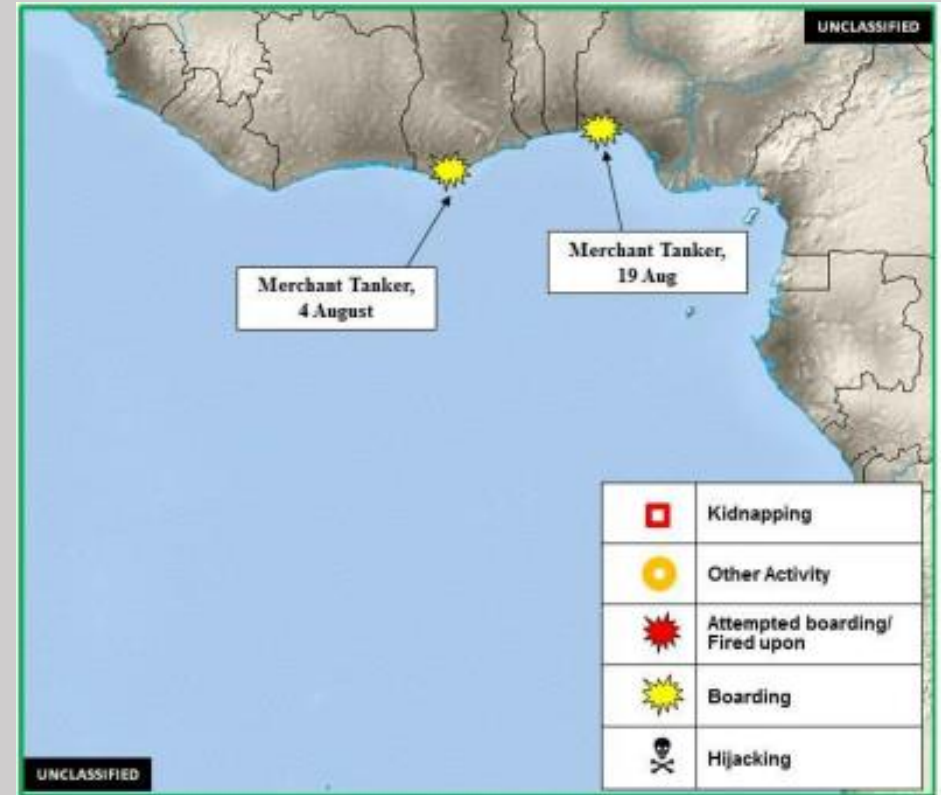 UNCLASSIFIED
Merchant Tanker,
19 Aug
Merchant Tanker,
4 August
Kidnapping
Other Activity
Attempted boarding/
Fired upon
Boarding
Hijacking
UNCLASSIFIED